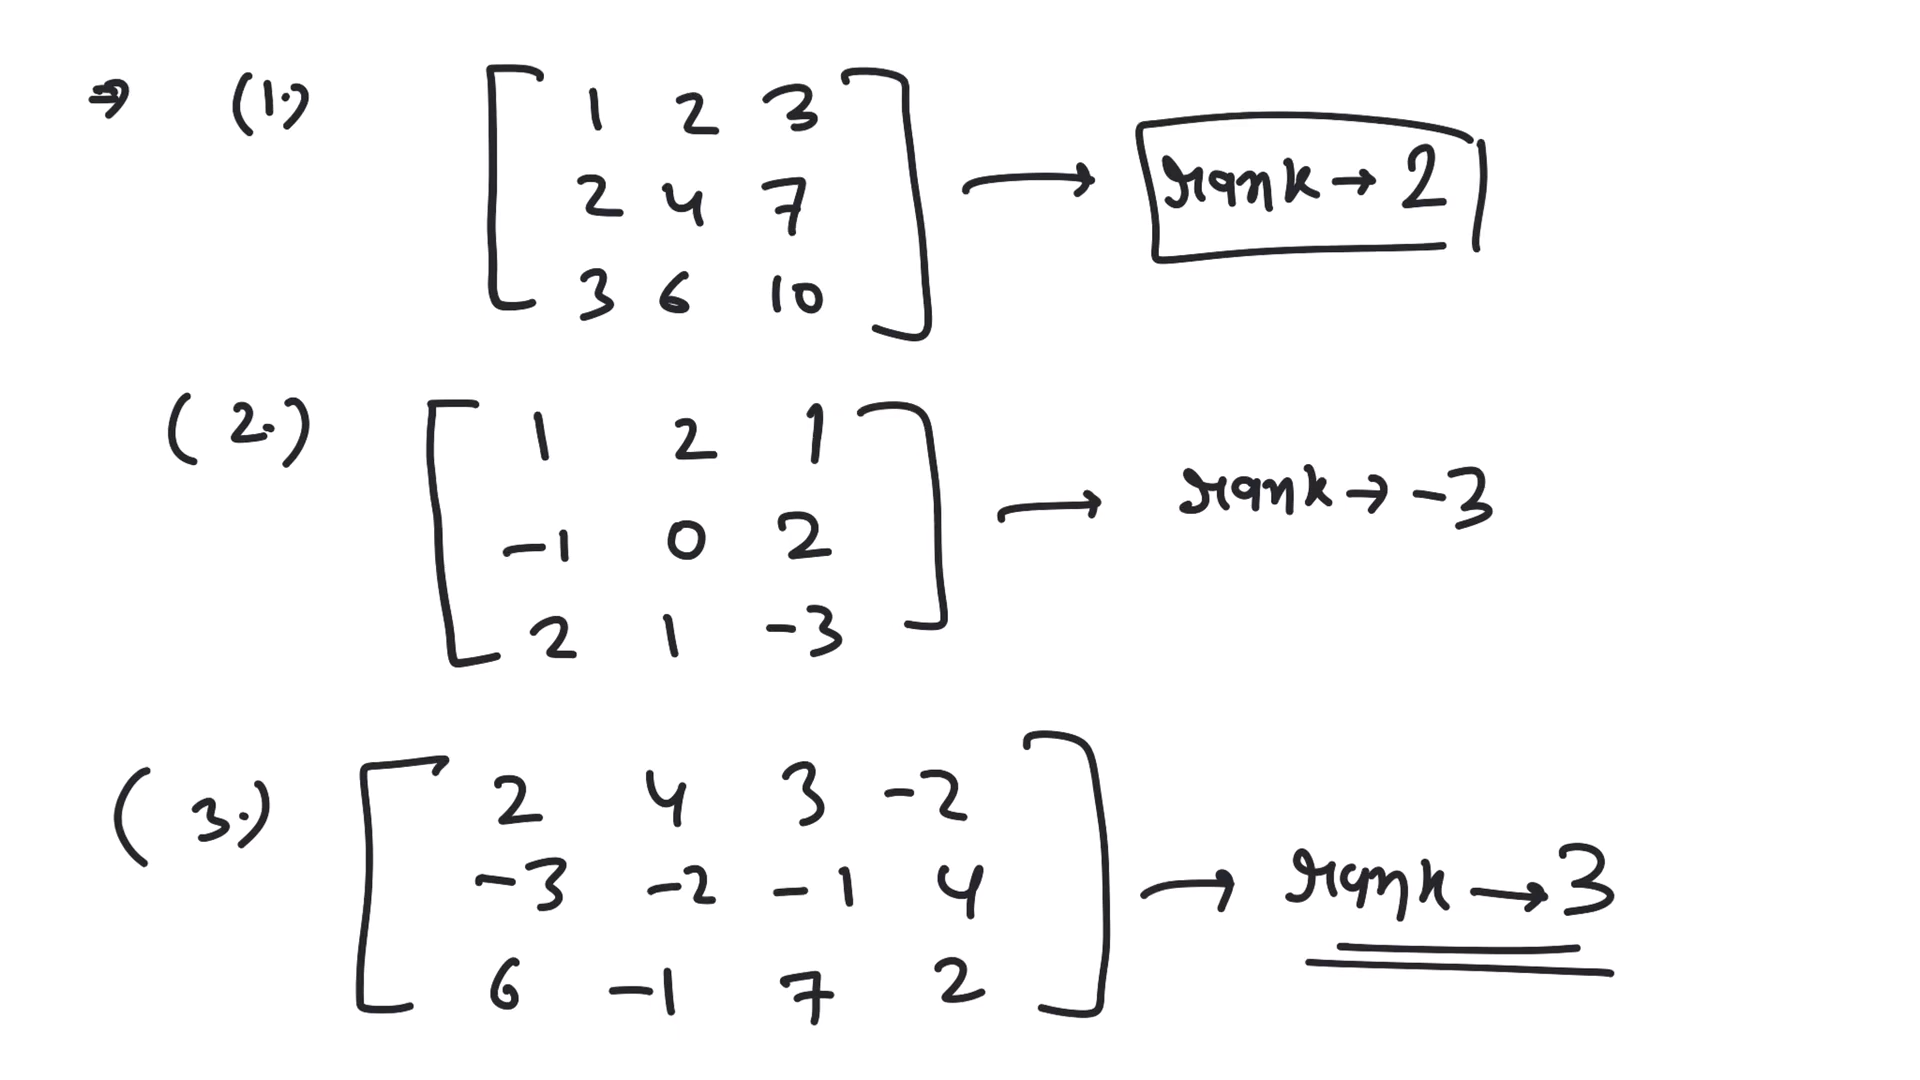 ⇒ (1.) [ 1 2 3 ] → rank → 2
2 4 7
3 6 10
(2.) [ 1 2 1 ] → rank → -3
-1 0 2
2 1 -3
(3.) [ 2 4 3 -2 ] → rank → 3
-3 -2 -1 4
6 -1 7 2